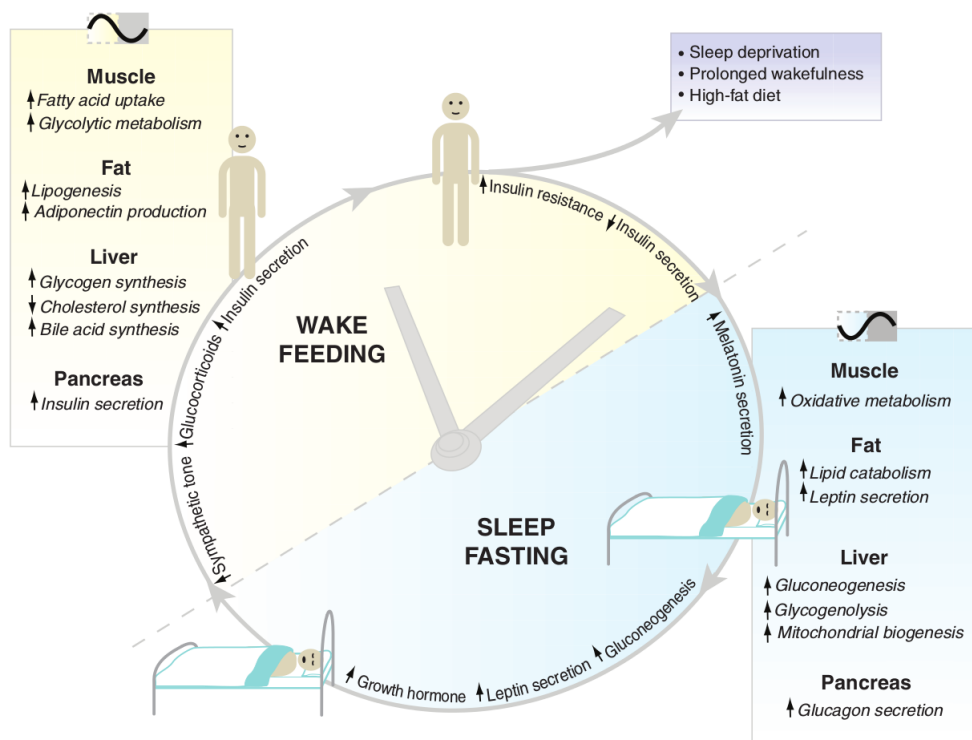 Muscle
Fatty acid uptake
Glycolytic metabolism
Fat
Lipogenesis
Adiponectin production
Liver
Glycogen synthesis
Cholesterol synthesis
Bile acid synthesis
Pancreas
Insulin secretion
• Sleep deprivation
• Prolonged wakefulness
• High-fat diet
WAKE
FEEDING
SLEEP
FASTING
Sympathetic tone
Glucocorticoids
Insulin secretion
Insulin resistance
Insulin secretion
Melatonin secretion
Gluconeogenesis
Leptin secretion
Growth hormone
Muscle
Oxidative metabolism
Fat
Lipid catabolism
Leptin secretion
Liver
Gluconeogenesis
Glycogenolysis
Mitochondrial biogenesis
Pancreas
Glucagon secretion